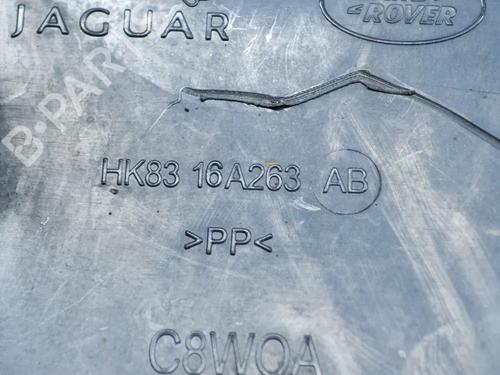 JAGUAR
ROVER
B-PARTS
HK83 16A263 AB
>PP<
C8WOA